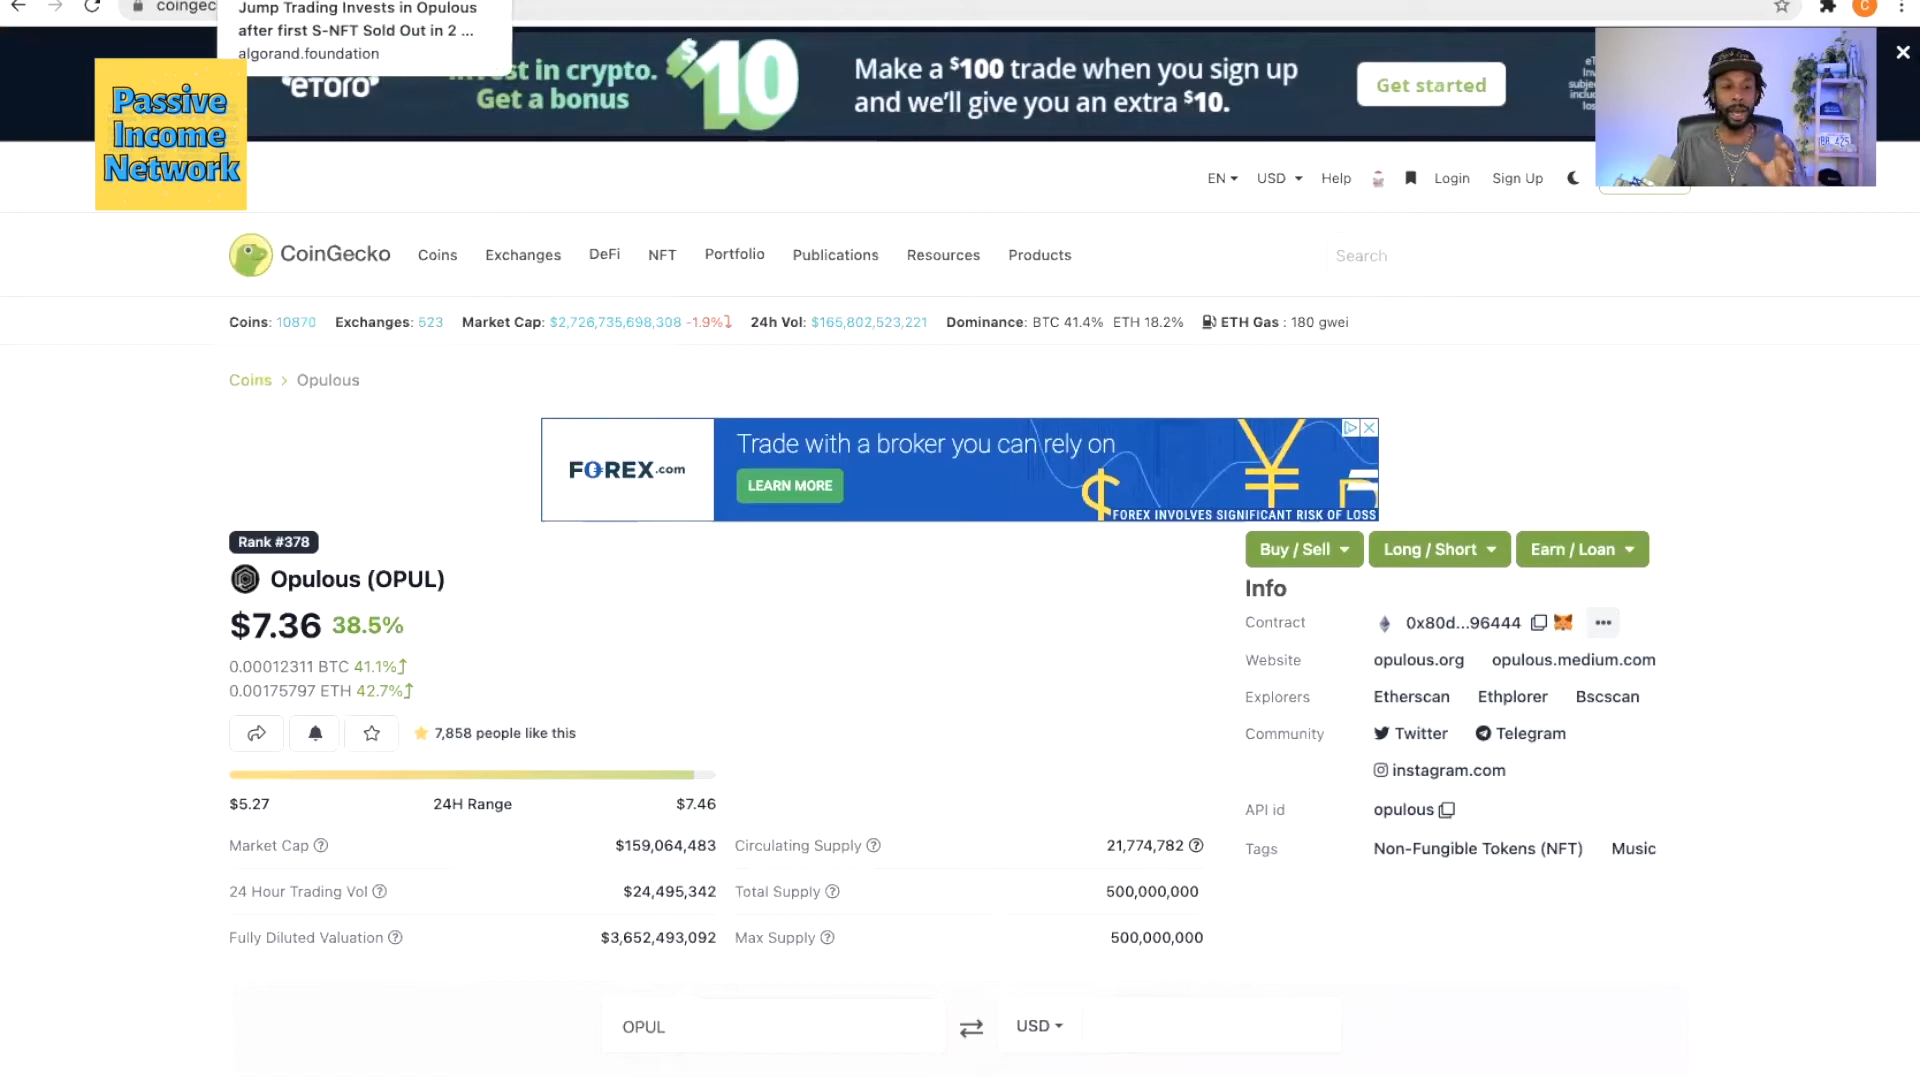 coingec
Jump Trading Invests in Opulous
after first S-NFT Sold Out in 2 ...
algorand.foundation
Passive
Income
Network
eTORO
st in crypto.
Get a bonus
$10
Make a $100 trade when you sign up
and we'll give you an extra $10.
Get started
EN
USD
Help
Login
Sign Up
CoinGecko
Coins
Exchanges
DeFi
NFT
Portfolio
Publications
Resources
Products
Search
Coins: 10870 Exchanges: 523 Market Cap: $2,726,735,698,308 -1.9% 24h Vol: $165,802,523,221 Dominance: BTC 41.4% ETH 18.2% ETH Gas : 180 gwei
Coins > Opulous
FOREX.com
Trade with a broker you can rely on
LEARN MORE
FOREX INVOLVES SIGNIFICANT RISK OF LOSS
Rank #378
Opulous (OPUL)
$7.36 38.5%
0.00012311 BTC 41.1%
0.00175797 ETH 42.7%
7,858 people like this
$5.27 24H Range $7.46
Market Cap $159,064,483
24 Hour Trading Vol $24,495,342
Fully Diluted Valuation $3,652,493,092
Circulating Supply 21,774,782
Total Supply 500,000,000
Max Supply 500,000,000
Buy / Sell
Long / Short
Earn / Loan
Info
Contract 0x80d...96444
Website opulous.org opulous.medium.com
Explorers Etherscan Ethplorer Bscscan
Community Twitter Telegram
instagram.com
API id opulous
Tags Non-Fungible Tokens (NFT) Music
OPUL
USD